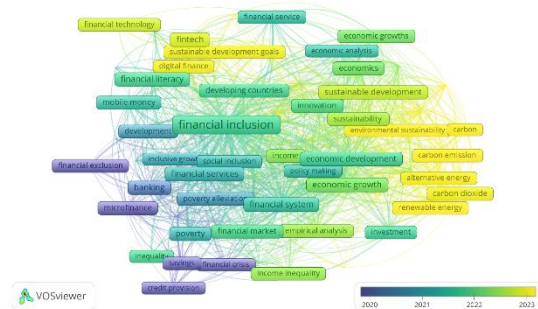 financial service
financial technology
economic growths
fintech
economic analysis
sustainable development goals
digital finance
economics
financial literacy
developing countries
sustainable development
mobile money
innovation
sustainability
financial inclusion
development
environmental sustainability
carbon
inclusive growt
social inclusion
income
economic development
carbon emission
financial exclusion
financial services
policy making
alternative energy
banking
economic growth
carbon dioxide
poverty alleviation
financial system
renewable energy
microfinance
poverty
financial market
empirical analysis
investment
inequality
savings
financial crisis
income inequality
credit provision
VOSviewer
2020
2021
2022
2023